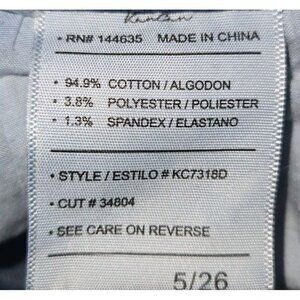 KanCan
• RN# 144635 MADE IN CHINA
• 94.9% COTTON / ALGODON
• 3.8% POLYESTER / POLIESTER
• 1.3% SPANDEX / ELASTANO
• STYLE / ESTILO # KC7318D
• CUT # 34804
• SEE CARE ON REVERSE
5/26